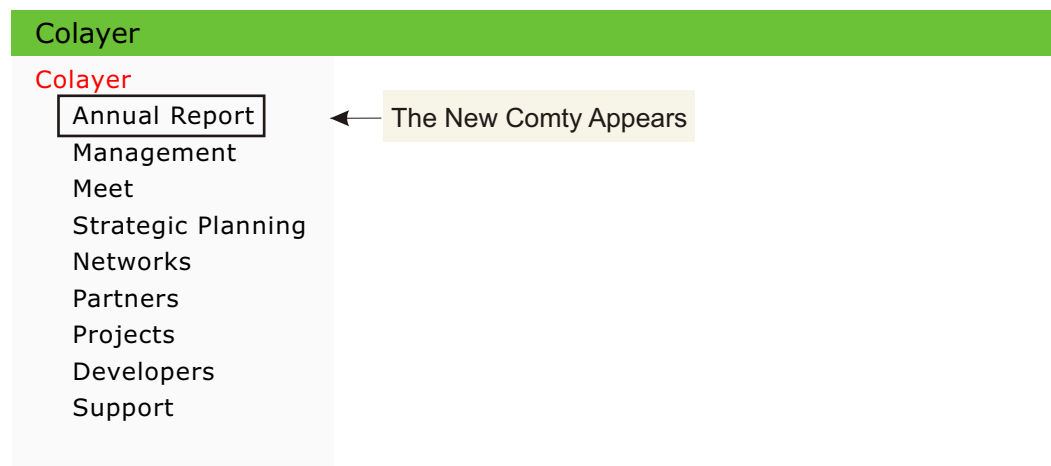 Colayer
Colayer
Annual Report
The New Comty Appears
Management
Meet
Strategic Planning
Networks
Partners
Projects
Developers
Support